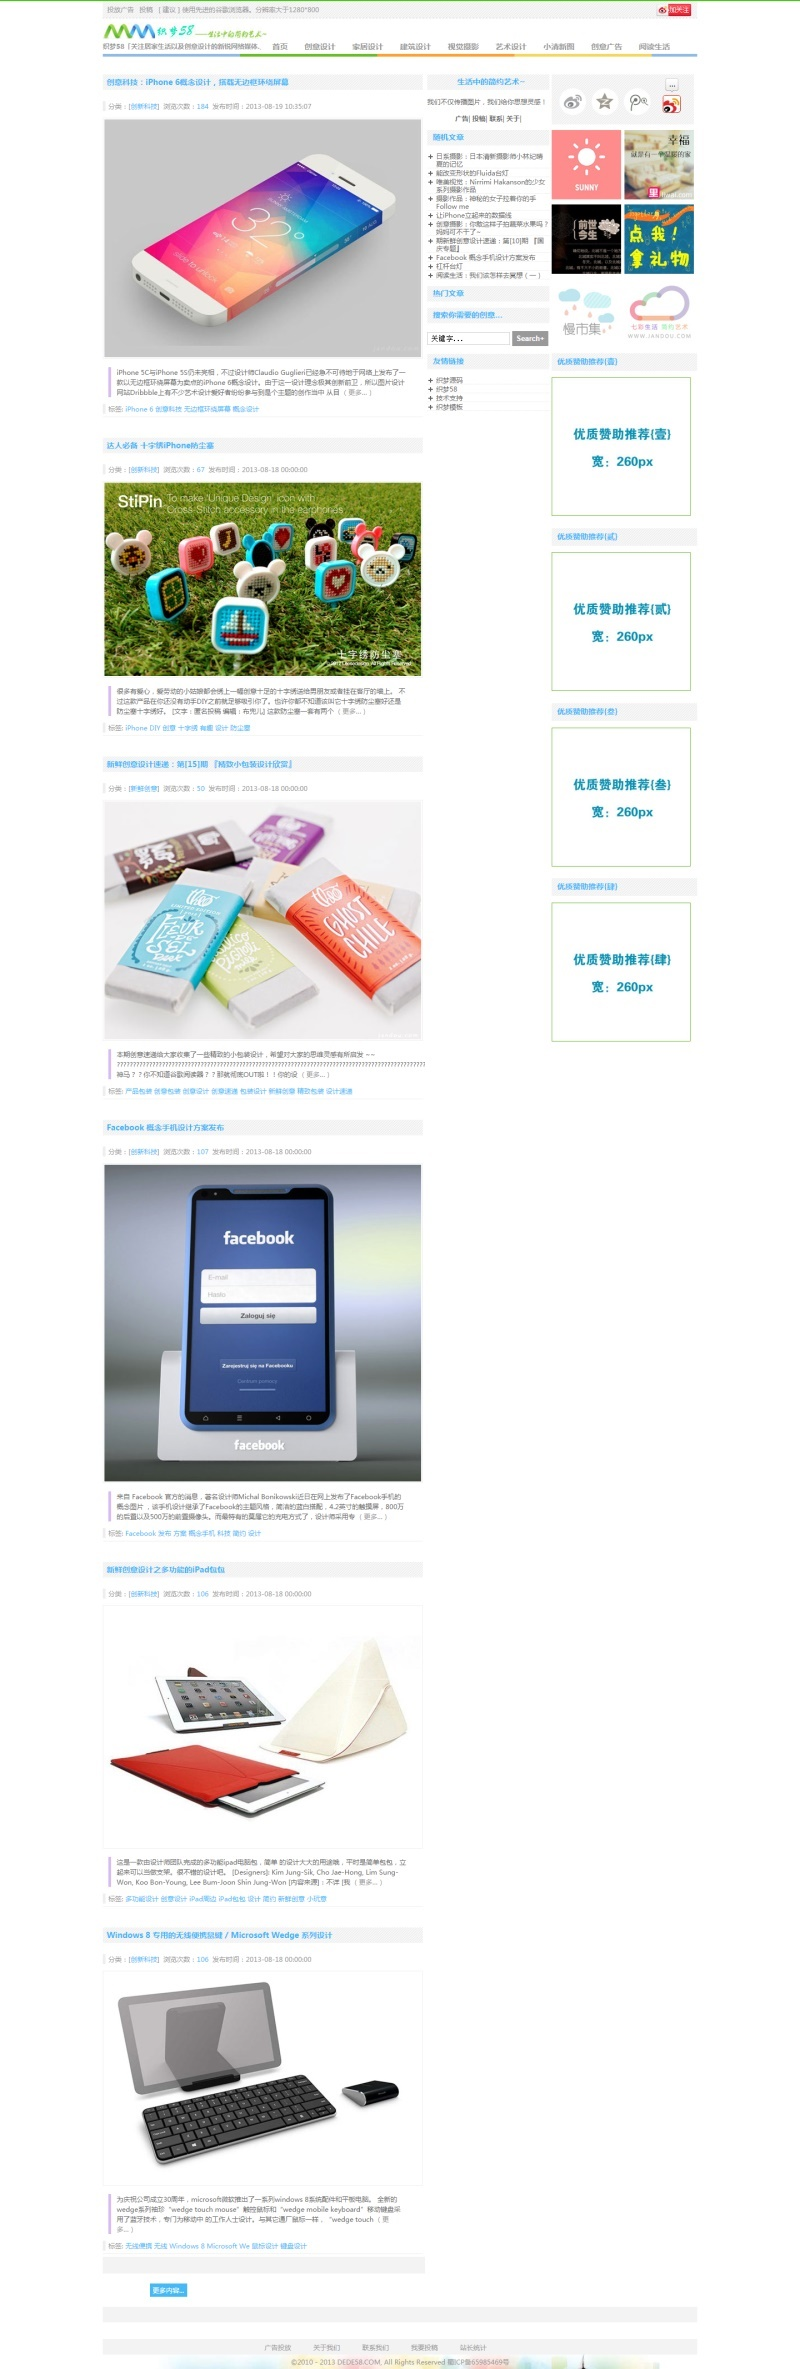 投放广告 投稿 [ 建议 ] 使用先进的谷歌浏览器。分辨率大于1280*800
加关注
织梦58 ——生活中的简约艺术~
织梦58『关注居家生活以及创意设计的新锐网络媒体。
首页 创意设计 家居设计 建筑设计 视觉摄影 艺术设计 小清新图 创意广告 阅读生活
创意科技：iPhone 6概念设计，搭载无边框环绕屏幕
分类：[创新科技] 浏览次数：184 发布时间：2013-08-19 10:35:07
32°
slide to unlock
iPhone 5C与iPhone 5S仍未亮相，不过设计师Claudio Guglieri已经急不可待地于网络上发布了一
款以无边框环绕屏幕为卖点的iPhone 6概念设计。由于这一设计理念极其创新前卫，所以图片设计
网站Dribbble上有不少艺术设计爱好者纷纷参与到是个主题的创作当中 从目（更多...）
标签: iPhone 6 创意科技 无边框环绕屏幕 概念设计
达人必备 十字绣iPhone防尘塞
分类：[创新科技] 浏览次数：67 发布时间：2013-08-18 00:00:00
StiPin To make 'Unique Design' icon with
Cross Stitch accessory in the earphones
十字绣防尘塞
很多有爱心，爱劳动的小姑娘都会绣上一幅创意十足的十字绣送给男朋友或者挂在客厅的墙上。 不
过这款产品在你还没有动手DIY之前就足够吸引你了。也许你都不知道该叫它十字绣防尘塞好还是
防尘塞十字绣好。 [文字：匿名投稿 编辑：布兜儿] 这款防尘塞一套有两个（更多...）
标签: iPhone DIY 创意 十字绣 有趣 设计 防尘塞
新鲜创意设计速递：第[15]期 『精致小包装设计欣赏』
分类：[新鲜创意] 浏览次数：50 发布时间：2013-08-18 00:00:00
theo
FLEUR
DE
SEL
GHOST
CHILE
本期创意速递给大家收集了一些精致的小包装设计，希望对大家的思维灵感有所启发 ~~
神马？？你不知道谷歌阅读器？？那就彻底OUT啦！！你的设（更多...）
标签: 产品包装 创意包装 创意设计 创意速递 包装设计 新鲜创意 精致包装 设计速递
Facebook 概念手机设计方案发布
分类：[创新科技] 浏览次数：107 发布时间：2013-08-18 00:00:00
facebook
E-mail
Hasło
Zaloguj się
Zarejestruj się na Facebooku
Centrum pomocy
facebook
来自 Facebook 官方的消息，著名设计师Michal Bonikowski近日在网上发布了Facebook手机的
概念图片，该手机设计继承了Facebook的主题风格，简洁的蓝白搭配，4.2英寸的触摸屏，800万
的后置以及500万的前置摄像头。而最特有的莫属它的充电方式了，设计师采用专（更多...）
标签: Facebook 发布 方案 概念手机 科技 简约 设计
新鲜创意设计之多功能的iPad包包
分类：[创新科技] 浏览次数：106 发布时间：2013-08-18 00:00:00
这是一款由设计师团队完成的多功能ipad电脑包，简单 的设计大大的用途哦，平时是简单包包，立
起来可以当做支架。很不错的设计吧。 [Designers]: Kim Jung-Sik, Cho Jae-Hong, Lim Sung-
Won, Koo Bon-Young, Lee Bum-Joon Shin Jung-Won [内容来源]：不详 [我（更多...）
标签: 多功能设计 创意设计 iPad周边 iPad包包 设计 简约 新鲜创意 小玩意
Windows 8 专用的无线便携鼠键 / Microsoft Wedge 系列设计
分类：[创新科技] 浏览次数：106 发布时间：2013-08-18 00:00:00
为庆祝公司成立30周年，microsoft微软推出了一系列windows 8系统配件和平板电脑。 全新的
wedge系列袖珍“wedge touch mouse”触控鼠标和“wedge mobile keyboard”移动键盘采
用了蓝牙技术，专门为移动中 的工作人士设计。与其它通厂鼠标一样，“wedge touch（更
多...）
标签: 无线便携 无线 Windows 8 Microsoft We 鼠标设计 键盘设计
更多内容...
生活中的简约艺术~
我们不仅传播图片，我们给你思想灵感！
广告| 投稿| 联系| 关于|
随机文章
日系摄影：日本清新摄影师小林纪晴
夏的记忆
能改变形状的Fluida台灯
唯美视觉：Nirrimi Hakanson的少女
系列摄影作品
摄影作品：神秘的女子拉着你的手
Follow me
让iPhone立起来的数据线
创意摄影：你敢这样子拍蔬菜水果吗？
妈妈可不干了~
期新鲜创意设计速递：第[10]期 『国
庆专题』
Facebook 概念手机设计方案发布
杠杆台灯
阅读生活：我们该怎样去冥想（一）
热门文章
搜索你需要的创意...
关键字...
Search+
友情链接
织梦源码
织梦58
技术支持
织梦模板
SUNNY
幸福
就是有一个温馨的家
里
前世
今生
点我！
拿礼物
慢市集
七彩生活 简约艺术
WWW.IANDOU.COM
优质赞助推荐(壹)
优质赞助推荐(壹)
宽：260px
优质赞助推荐(贰)
优质赞助推荐(贰)
宽：260px
优质赞助推荐(叁)
优质赞助推荐(叁)
宽：260px
优质赞助推荐(肆)
优质赞助推荐(肆)
宽：260px
广告投放 关于我们 联系我们 我要投稿 站长统计
©2010 - 2013 DEDE58.COM, All Rights Reserved 蜀ICP备65985469号